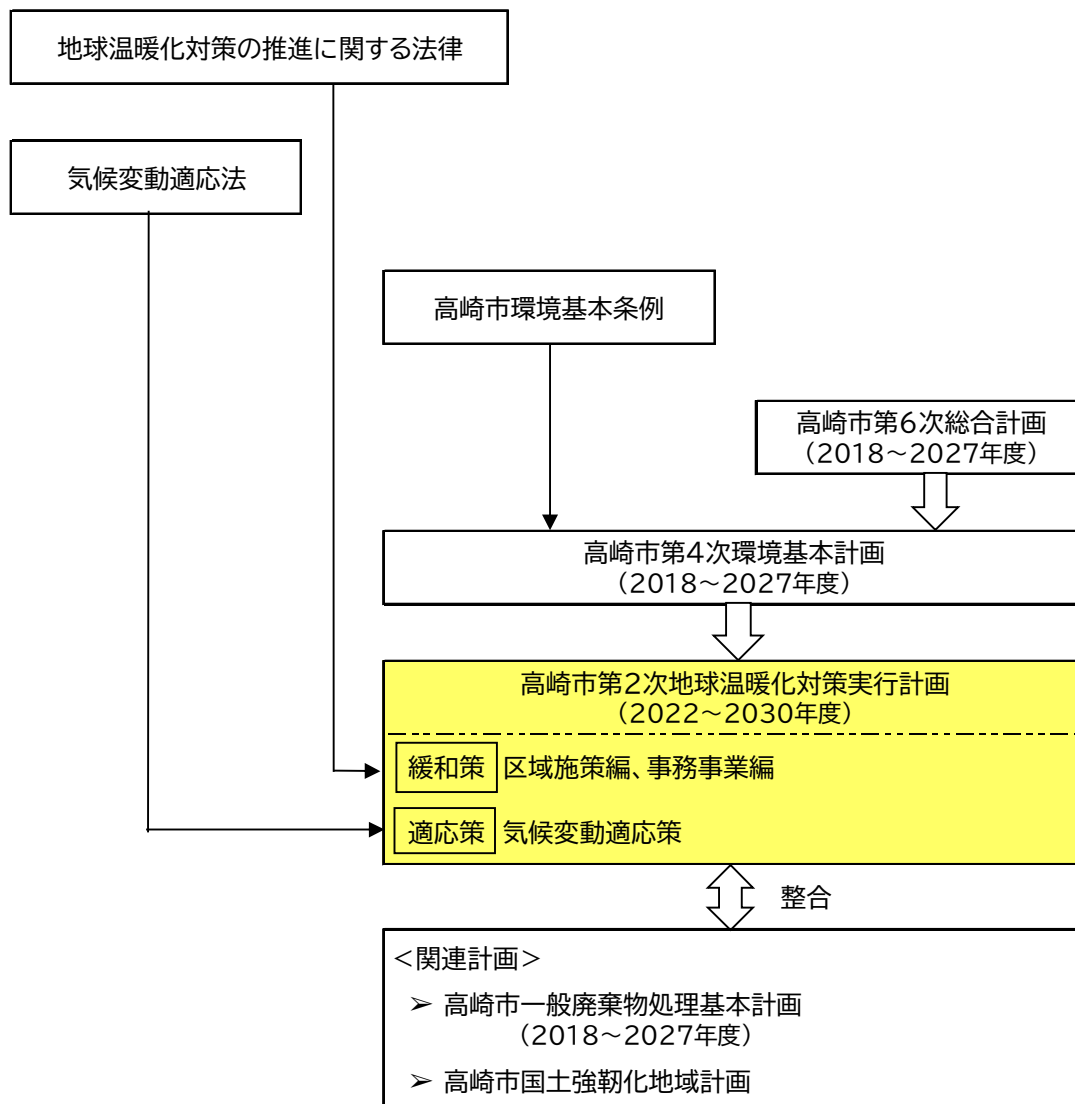 地球温暖化対策の推進に関する法律
気候変動適応法
高崎市環境基本条例
高崎市第6次総合計画
（2018～2027年度）
高崎市第4次環境基本計画
（2018～2027年度）
高崎市第2次地球温暖化対策実行計画
（2022～2030年度）
緩和策 区域施策編、事務事業編
適応策 気候変動適応策
整合
＜関連計画＞
➢ 高崎市一般廃棄物処理基本計画
（2018～2027年度）
➢ 高崎市国土強靭化地域計画